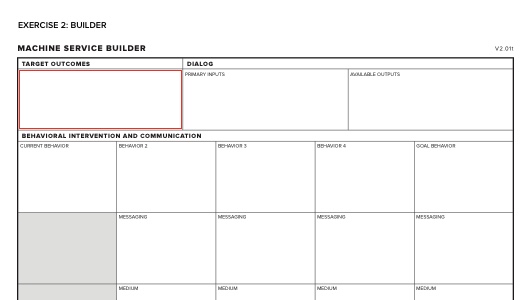 EXERCISE 2: BUILDER
MACHINE SERVICE BUILDER
V2.011
TARGET OUTCOMES
DIALOG
PRIMARY INPUTS
AVAILABLE OUTPUTS
BEHAVIORAL INTERVENTION AND COMMUNICATION
CURRENT BEHAVIOR
BEHAVIOR 2
BEHAVIOR 3
BEHAVIOR 4
GOAL BEHAVIOR
MESSAGING
MESSAGING
MESSAGING
MESSAGING
MEDIUM
MEDIUM
MEDIUM
MEDIUM